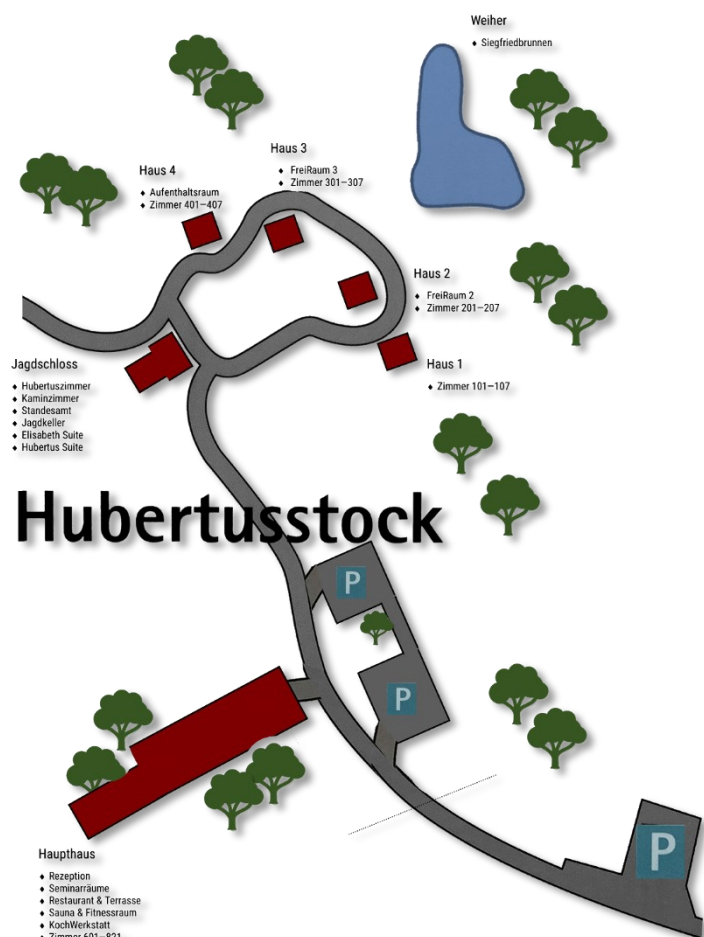 Weiher
♦ Siegfriedbrunnen
Haus 3
♦ FreiRaum 3
♦ Zimmer 301–307
Haus 4
♦ Aufenthaltsraum
♦ Zimmer 401–407
Haus 2
♦ FreiRaum 2
♦ Zimmer 201–207
Haus 1
♦ Zimmer 101-107
Jagdschloss
♦ Hubertuszimmer
♦ Kaminzimmer
♦ Standesamt
♦ Jagdkeller
♦ Elisabeth Suite
♦ Hubertus Suite
Hubertusstock
P
P
P
Haupthaus
♦ Rezeption
♦ Seminarräume
♦ Restaurant & Terrasse
♦ Sauna & Fitnessraum
♦ KochWerkstatt
♦ Zimmer